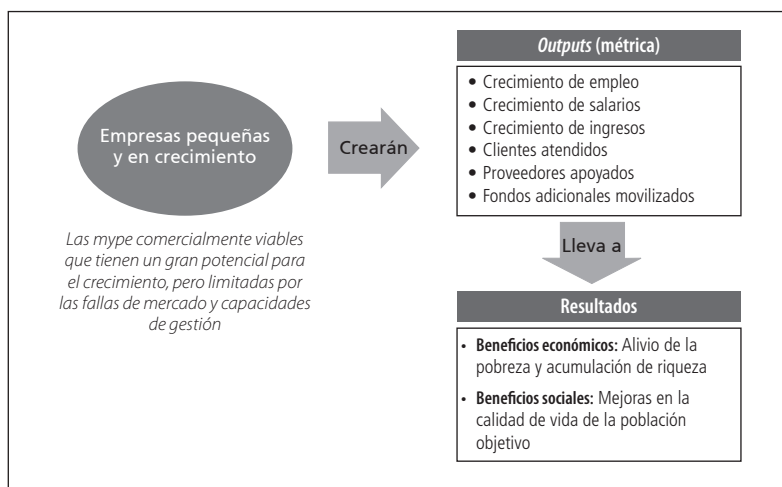 Empresas pequeñas
y en crecimiento
Las mype comercialmente viables
que tienen un gran potencial para
el crecimiento, pero limitadas por
las fallas de mercado y capacidades
de gestión
Crearán
Outputs (métrica)
• Crecimiento de empleo
• Crecimiento de salarios
• Crecimiento de ingresos
• Clientes atendidos
• Proveedores apoyados
• Fondos adicionales movilizados
Lleva a
Resultados
• Beneficios económicos: Alivio de la
pobreza y acumulación de riqueza
• Beneficios sociales: Mejoras en la
calidad de vida de la población
objetivo